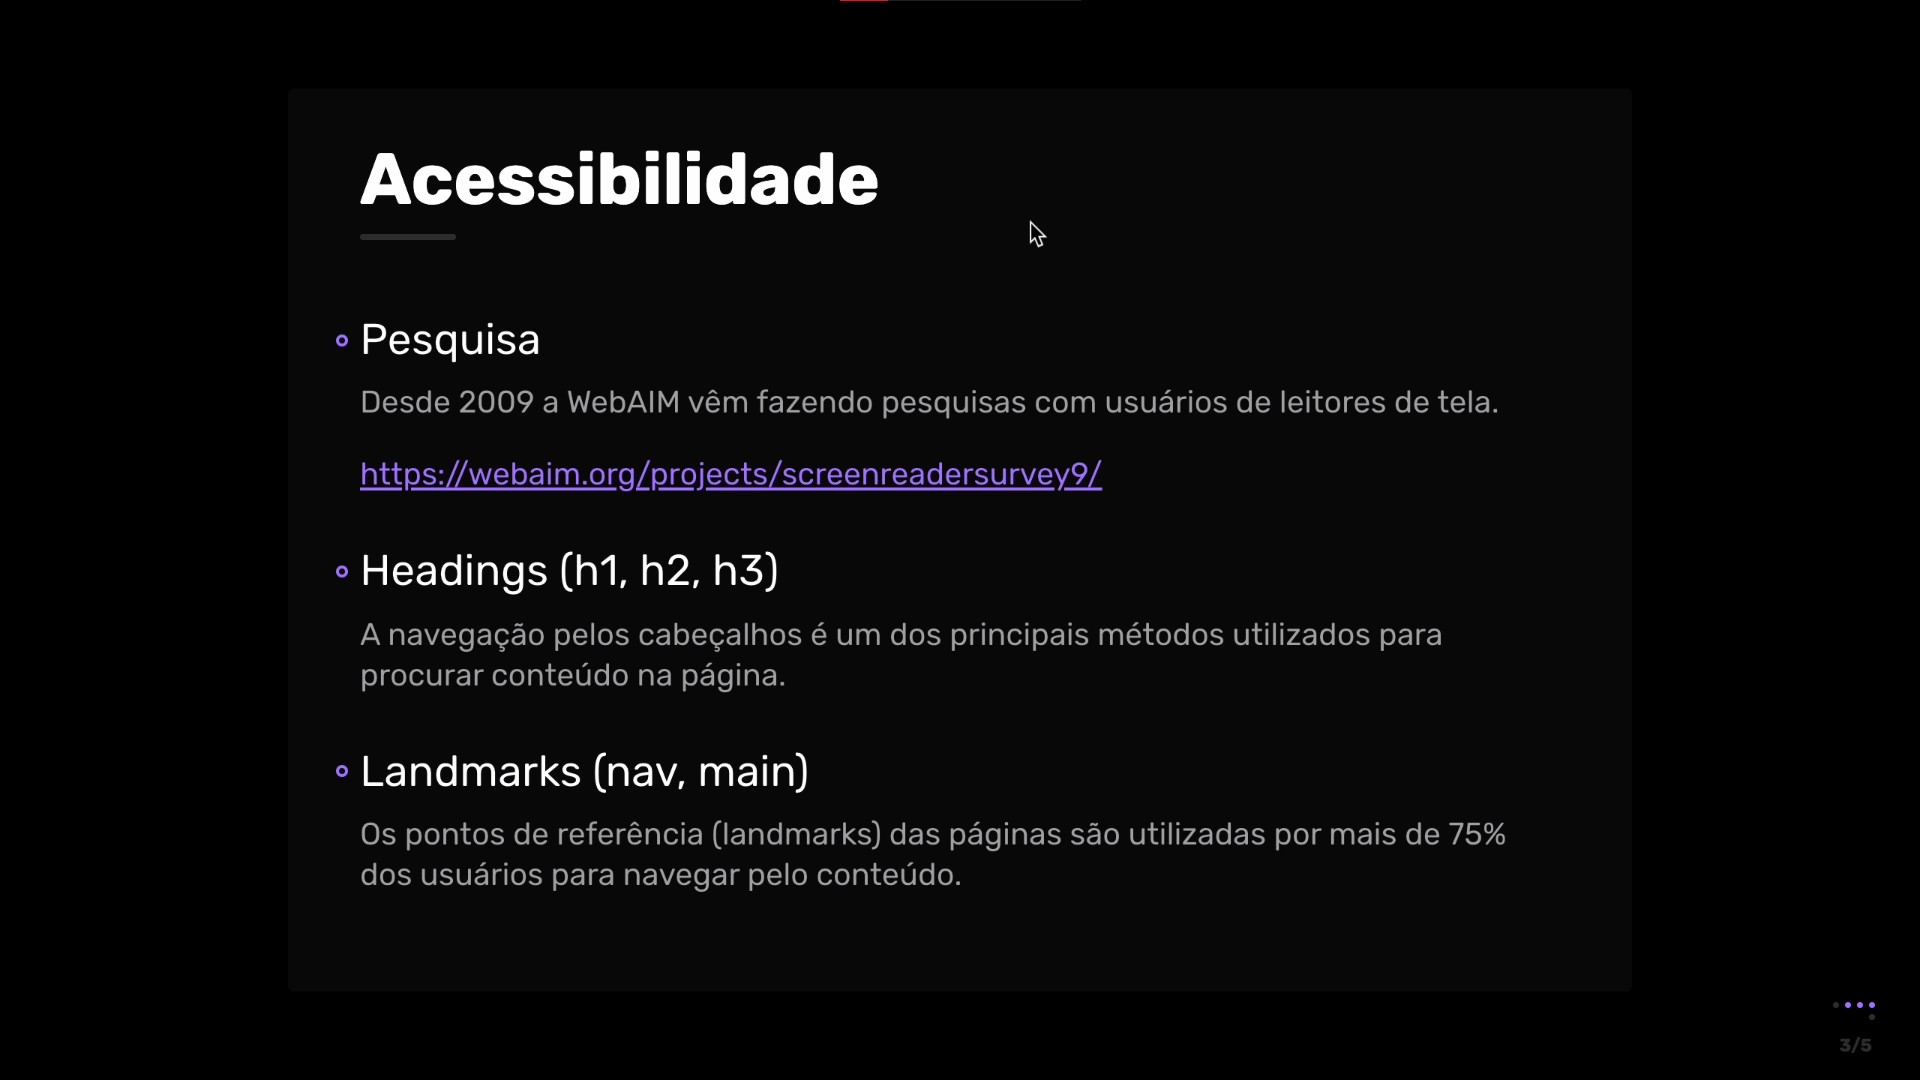 Acessibilidade
Pesquisa
Desde 2009 a WebAIM vêm fazendo pesquisas com usuários de leitores de tela.
https://webaim.org/projects/screenreadersurvey9/
Headings (h1, h2, h3)
A navegação pelos cabeçalhos é um dos principais métodos utilizados para
procurar conteúdo na página.
Landmarks (nav, main)
Os pontos de referência (landmarks) das páginas são utilizadas por mais de 75%
dos usuários para navegar pelo conteúdo.
3/5